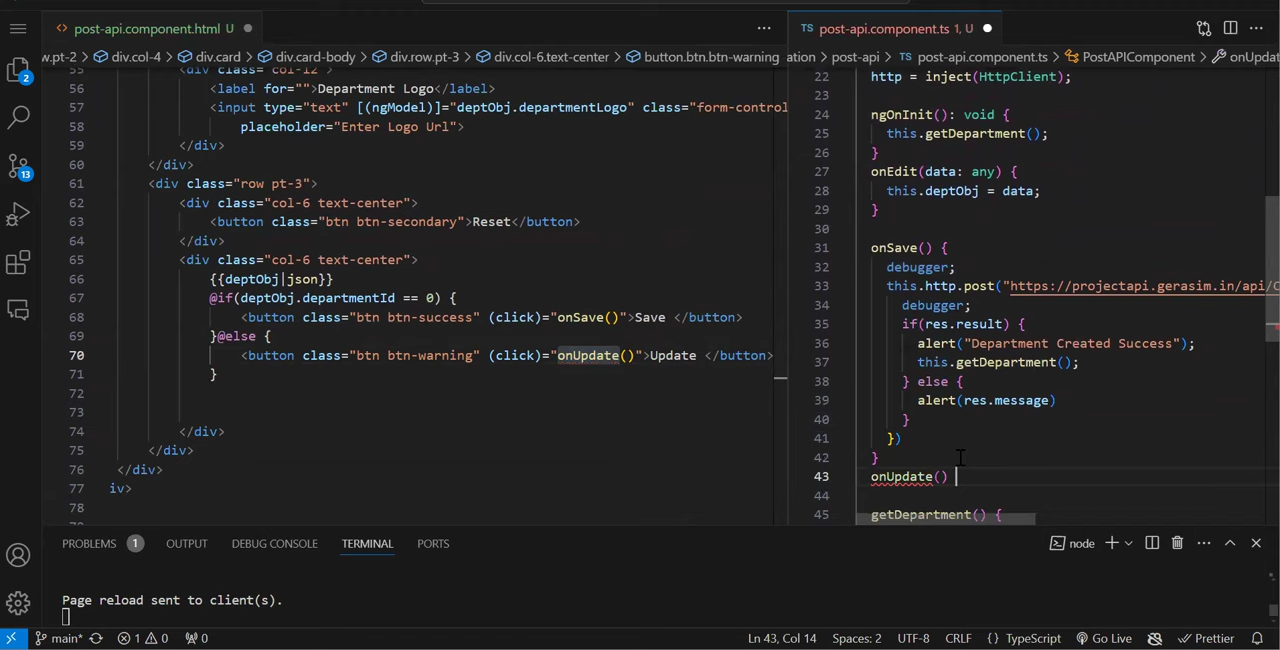 post-api.component.html U
TS post-api.component.ts 1, U
w.pt-2 > div.col-4 > div.card > div.card-body > div.row.pt-3 > div.col-6.text-center > button.btn.btn-warning
ation > post-api > TS post-api.component.ts > PostAPIComponent > onUpdat
2
13
56 <label for="">Department Logo</label>
57 <input type="text" [(ngModel)]="deptObj.departmentLogo" class="form-control
58 placeholder="Enter Logo Url">
59 </div>
60 </div>
61 <div class="row pt-3">
62 <div class="col-6 text-center">
63 <button class="btn btn-secondary">Reset</button>
64 </div>
65 <div class="col-6 text-center">
66 {{deptObj|json}}
67 @if(deptObj.departmentId == 0) {
68 <button class="btn btn-success" (click)="onSave()">Save </button>
69 }@else {
70 <button class="btn btn-warning" (click)="onUpdate()">Update </button>
71 }
72
73
74 </div>
75 </div>
76 </div>
77 iv>
78
22 http = inject(HttpClient);
23
24 ngOnInit(): void {
25 this.getDepartment();
26 }
27 onEdit(data: any) {
28 this.deptObj = data;
29 }
30
31 onSave() {
32 debugger;
33 this.http.post("https://projectapi.gerasim.in/api/C
34 debugger;
35 if(res.result) {
36 alert("Department Created Success");
37 this.getDepartment();
38 } else {
39 alert(res.message)
40 }
41 })
42 }
43 onUpdate()
44
45 getDepartment() {
PROBLEMS 1 OUTPUT DEBUG CONSOLE TERMINAL PORTS
node
Page reload sent to client(s).
main* 1 0 0
Ln 43, Col 14 Spaces: 2 UTF-8 CRLF {} TypeScript Go Live Prettier